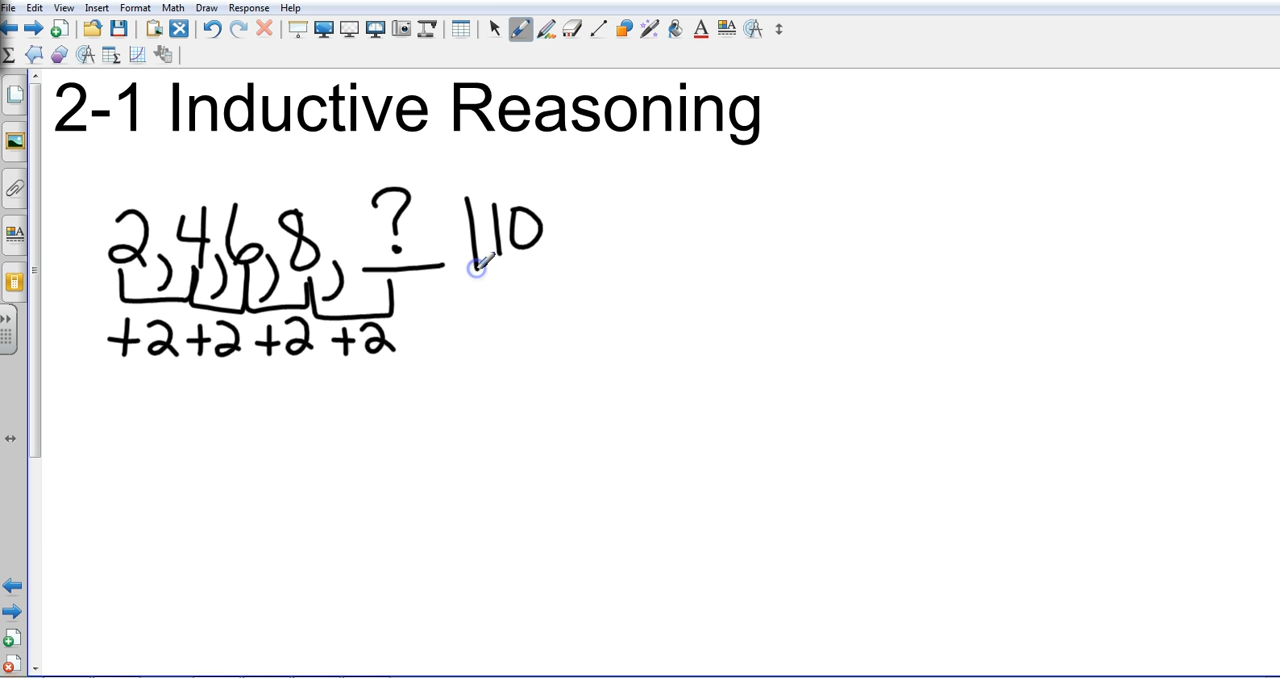 File Edit View Insert Format Math Draw Response Help
2-1 Inductive Reasoning
2, 4, 6, 8, ? 10
+2 +2 +2 +2